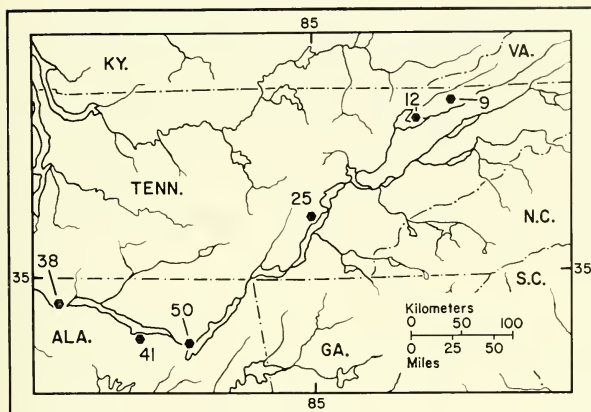 85
KY.
VA.
12
9
TENN.
25
N.C.
38
35
S.C.
35
Kilometers
0 50 100
50
ALA.
41
GA.
0 25 50
Miles
85